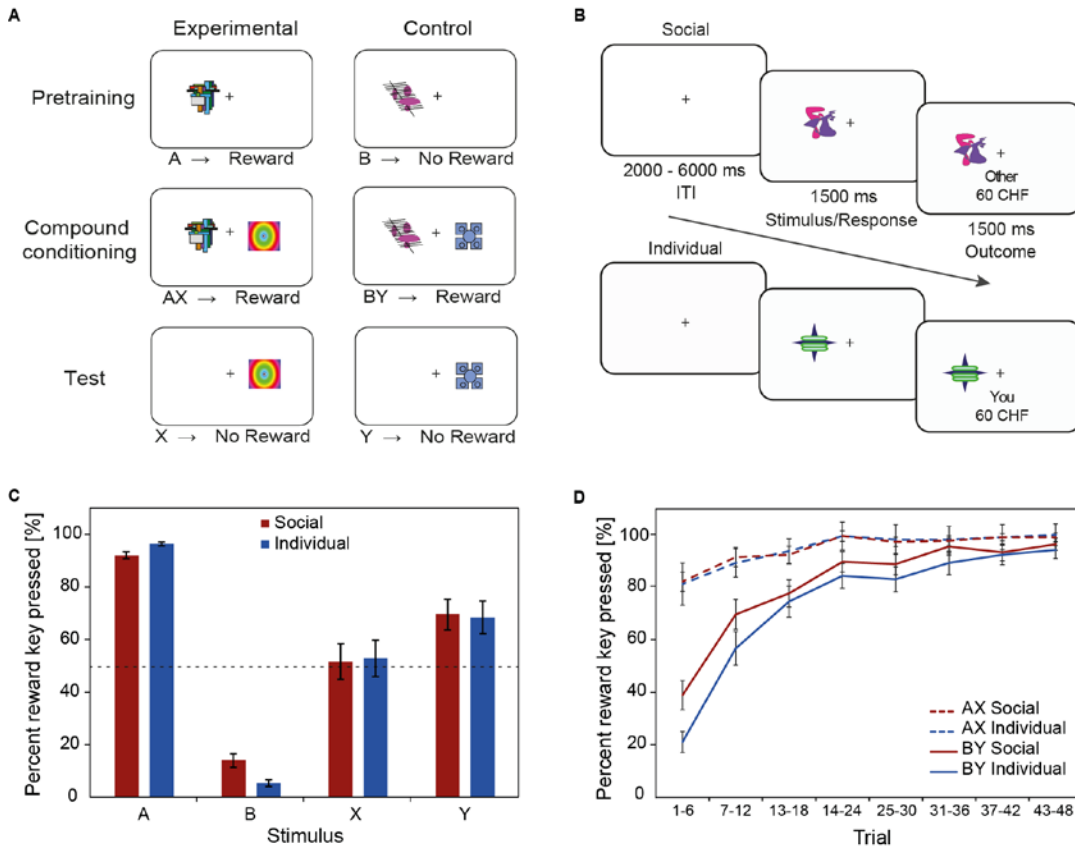 A
Experimental
Control
Pretraining
+
+
A → Reward
B → No Reward
Compound
conditioning
+
+
AX → Reward
BY → Reward
Test
+
+
X → No Reward
Y → No Reward
B
Social
+
2000 - 6000 ms
ITI
+
1500 ms
Stimulus/Response
+
Other
60 CHF
1500 ms
Outcome
Individual
+
+
+
You
60 CHF
C
Percent reward key pressed [%]
100
80
60
40
20
0
Social
Individual
A
B
X
Y
Stimulus
D
Percent reward key pressed [%]
100
80
60
40
20
0
AX Social
AX Individual
BY Social
BY Individual
1-6
7-12
13-18
14-24
25-30
31-36
37-42
43-48
Trial